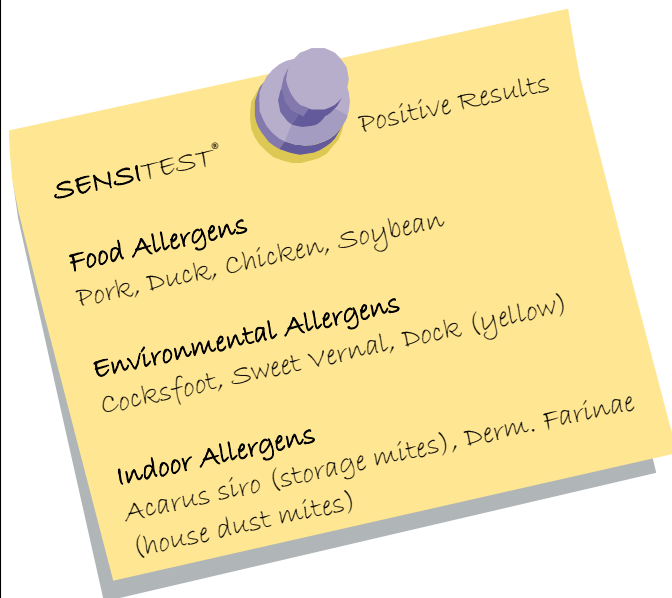 SENSITEST® Positive Results
Food Allergens
Pork, Duck, Chicken, Soybean
Environmental Allergens
Cocksfoot, Sweet Vernal, Dock (yellow)
Indoor Allergens
Acarus siro (storage mites), Derm. Farinae
(house dust mites)